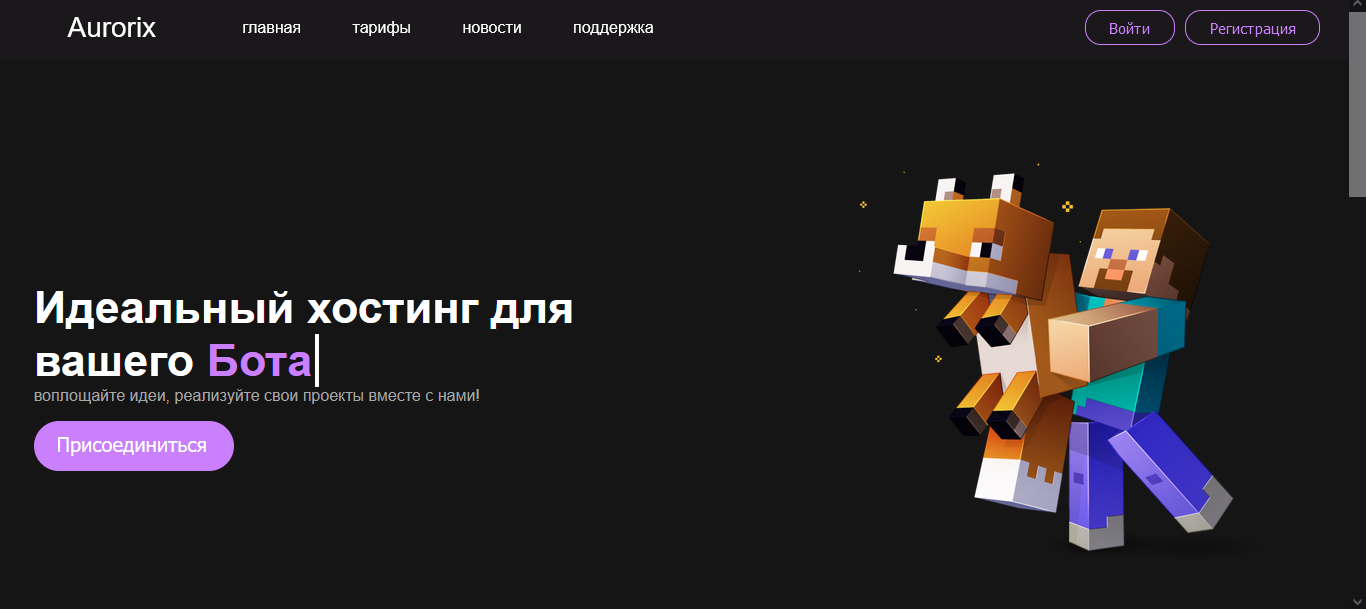 Aurorix
главная
тарифы
новости
поддержка
Войти
Регистрация
Идеальный хостинг для
вашего Бота
воплощайте идеи, реализуйте свои проекты вместе с нами!
Присоединиться